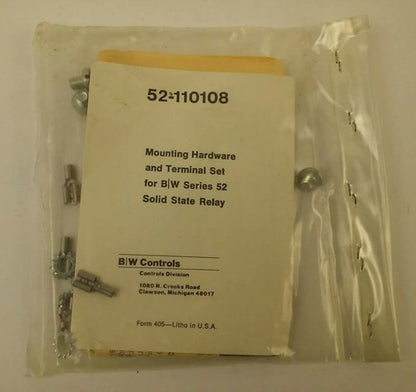 52-110108
Mounting Hardware
and Terminal Set
for B|W Series 52
Solid State Relay
B|W Controls
Controls Division
1080 N. Crooks Road
Clawson, Michigan 48017
Form 405—Litho in U.S.A.